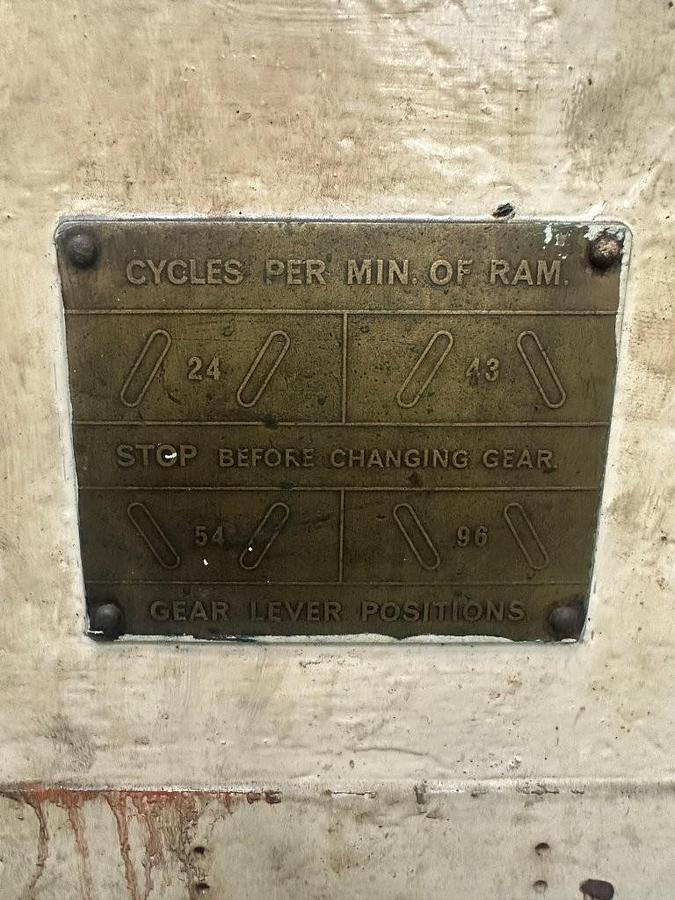 CYCLES PER MIN. OF RAM.
24 43
STOP BEFORE CHANGING GEAR.
54 96
GEAR LEVER POSITIONS